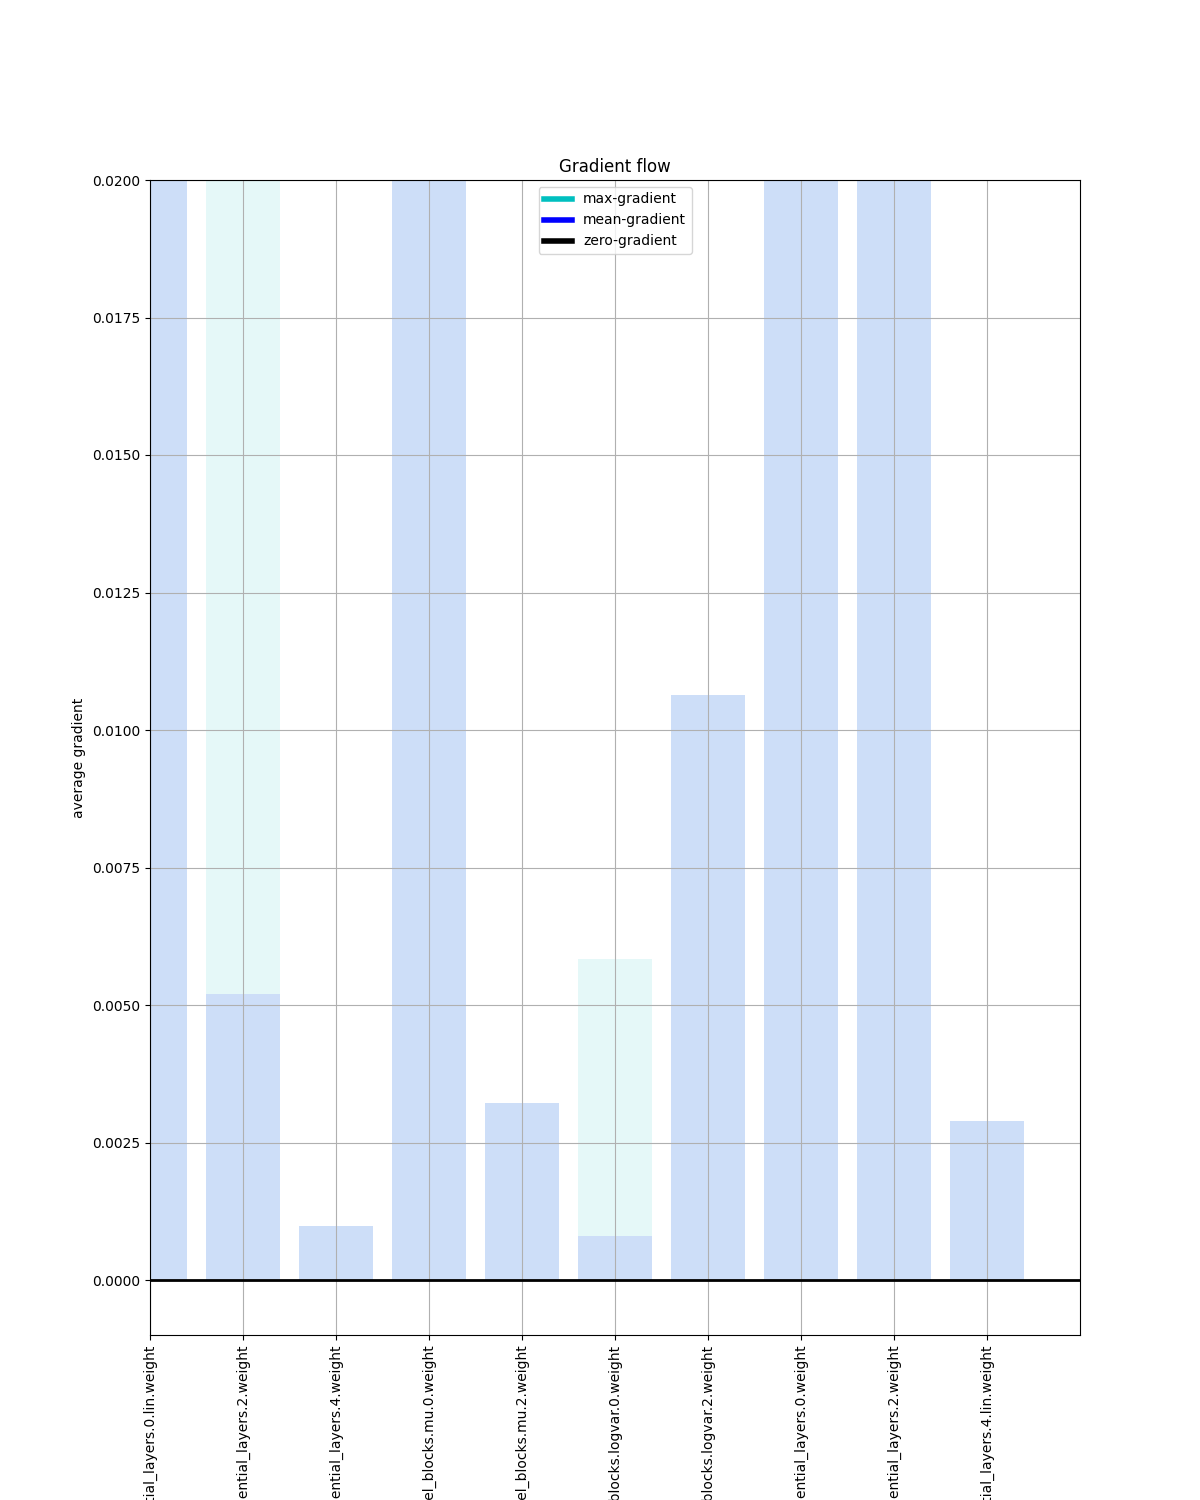 Gradient flow
max-gradient
mean-gradient
zero-gradient
0.0200
0.0175
0.0150
0.0125
0.0100
0.0075
0.0050
0.0025
0.0000
average gradient
tial_layers.0.lin.weight
ential_layers.2.weight
ential_layers.4.weight
el_blocks.mu.0.weight
el_blocks.mu.2.weight
blocks.logvar.0.weight
blocks.logvar.2.weight
ential_layers.0.weight
ential_layers.2.weight
tial_layers.4.lin.weight